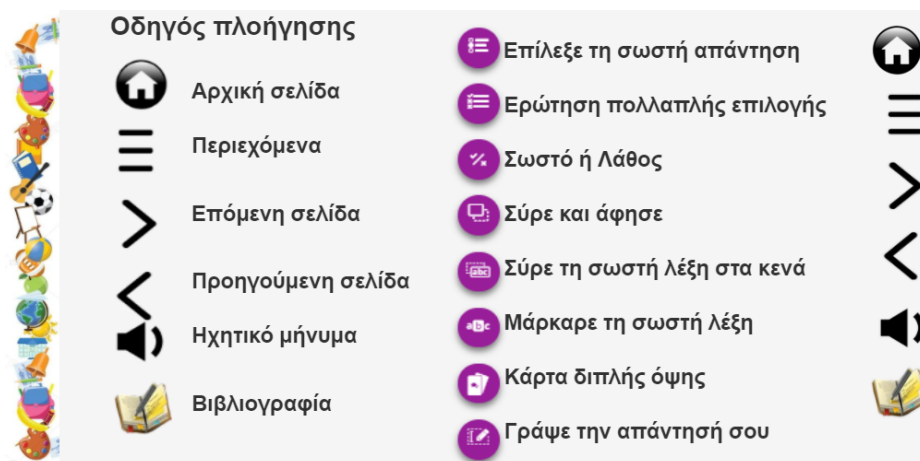 Οδηγός πλοήγησης
Αρχική σελίδα
Περιεχόμενα
Επόμενη σελίδα
Προηγούμενη σελίδα
Ηχητικό μήνυμα
Βιβλιογραφία
Επίλεξε τη σωστή απάντηση
Ερώτηση πολλαπλής επιλογής
Σωστό ή Λάθος
Σύρε και άφησε
Σύρε τη σωστή λέξη στα κενά
Μάρκαρε τη σωστή λέξη
Κάρτα διπλής όψης
Γράψε την απάντησή σου